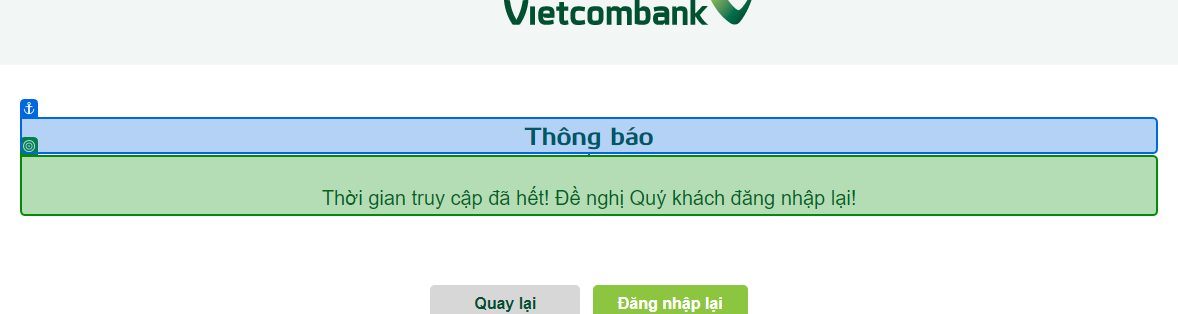 Vietcombank
Thông báo
Thời gian truy cập đã hết! Đề nghị Quý khách đăng nhập lại!
Quay lại
Đăng nhập lại